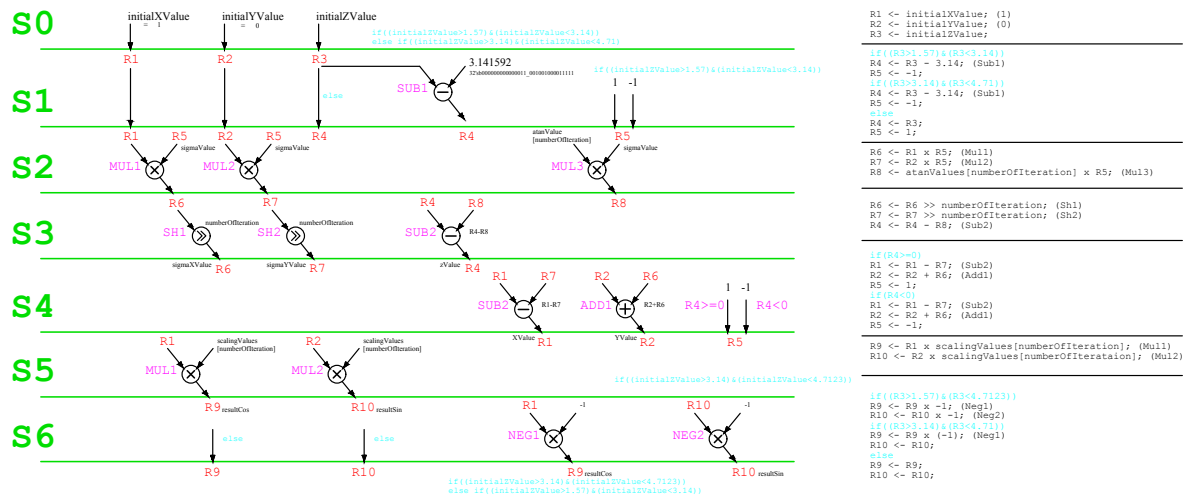 S0
initialXValue
= 1
initialYValue
= 0
initialZValue
if((initialZValue>1.57)&(initialZValue<3.14))
else if((initialZValue>3.14)&(initialZValue<4.71)
R1
R2
R3
S1
else
3.141592
SUB1
if((initialZValue>1.57)&(initialZValue<3.14))
1 -1
R1 R5
R2 R5
R4
R4
atanValue
[numberOfIteration]
R5
S2
sigmaValue
sigmaValue
sigmaValue
MUL1
MUL2
MUL3
R6
R7
R4 R8
R8
S3
numberOfIteration
numberOfIteration
SH1
SH2
SUB2
R4-R8
sigmaXValue
R6
sigmaYValue
R7
zValue
R4
S4
R1 R7
R2 R6
SUB2
R1-R7
ADD1
R2+R6
R4>=0
1 -1
R4<0
XValue
R1
YValue
R2
R5
S5
R1
scalingValues
[numberOfIteration]
R2
scalingValues
[numberOfIteration]
MUL1
MUL2
if((initialZValue>3.14)&(initialZValue<4.7123))
R9
resultCos
R10
resultSin
S6
R1
-1
R10
-1
else
else
NEG1
NEG2
R9
R10
R9
resultCos
R10
resultSin
if((initialZValue>3.14)&(initialZValue<4.7123))
else if((initialZValue>1.57)&(initialZValue<3.14))
R1 <- initialXValue; (1)
R2 <- initialYValue; (0)
R3 <- initialZValue;
if((R3>1.57)&(R3<3.14))
R4 <- R3 - 3.14; (Sub1)
R5 <- -1;
if((R3>3.14)&(R3<4.71))
R4 <- R3 - 3.14; (Sub1)
R5 <- -1;
else
R4 <- R3;
R5 <- 1;
R6 <- R1 x R5; (Mul1)
R7 <- R2 x R5; (Mul2)
R8 <- atanValues[numberOfIteration] x R5; (Mul3)
R6 <- R6 >> numberOfIteration; (Sh1)
R7 <- R7 >> numberOfIteration; (Sh2)
R4 <- R4 - R8; (Sub2)
if(R4>=0)
R1 <- R1 - R7; (Sub2)
R2 <- R2 + R6; (Add1)
R5 <- 1;
if(R4<0)
R1 <- R1 - R7; (Sub2)
R2 <- R2 + R6; (Add1)
R5 <- -1;
R9 <- R1 x scalingValues[numberOfIteration]; (Mul1)
R10 <- R2 x scalingValues[numberOfIterataion]; (Mul2)
if((R3>1.57)&(R3<4.7123))
R9 <- R9 x -1; (Neg1)
R10 <- R10 x -1; (Neg2)
if((R3>3.14)&(R3<4.71))
R9 <- R9 x (-1); (Neg1)
R10 <- R10;
else
R9 <- R9;
R10 <- R10;